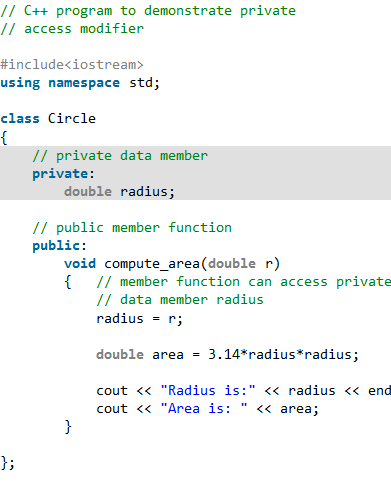 // C++ program to demonstrate private
// access modifier
#include<iostream>
using namespace std;
class Circle
{
// private data member
private:
double radius;
// public member function
public:
void compute_area(double r)
{ // member function can access private
// data member radius
radius = r;
double area = 3.14*radius*radius;
cout << "Radius is:" << radius << end
cout << "Area is: " << area;
}
};